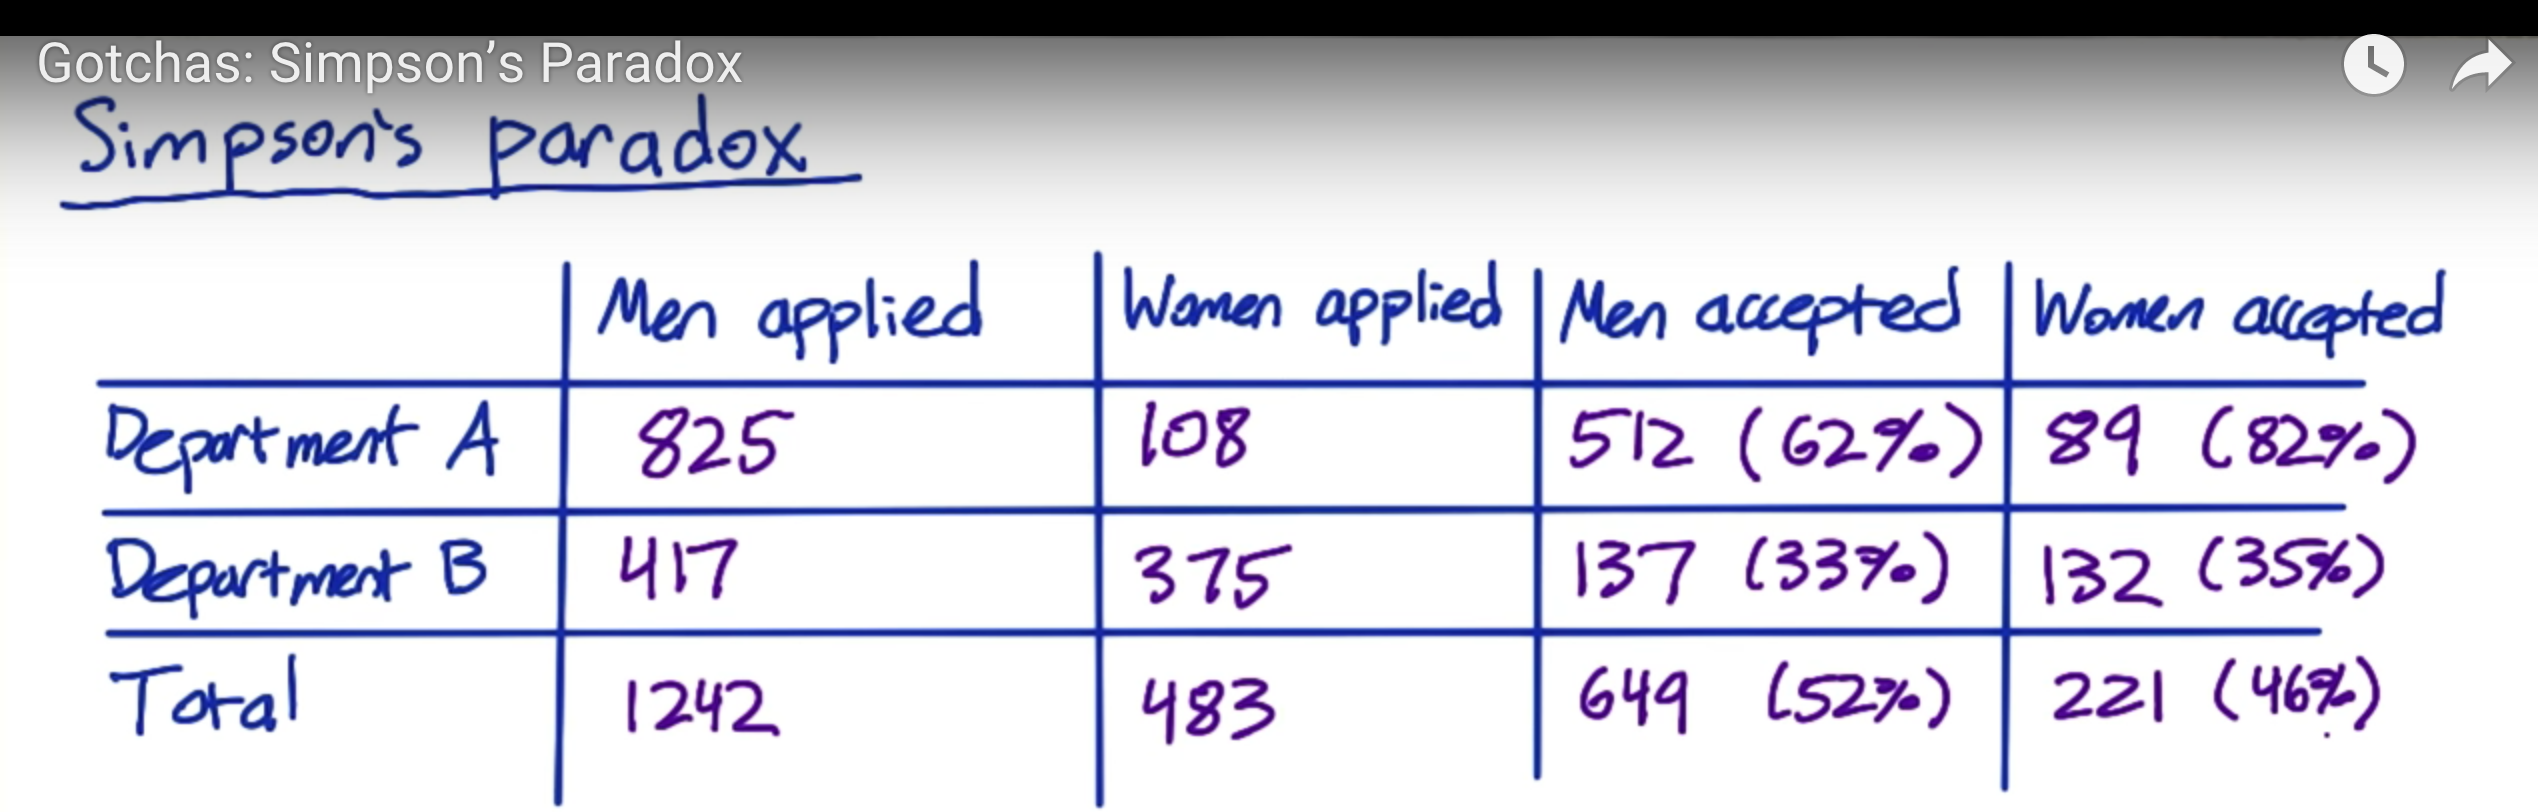 Gotchas: Simpson’s Paradox
Simpson's paradox
Men applied Women applied Men accepted Women accepted
Department A 825 108 512 (62%) 89 (82%)
Department B 417 375 137 (33%) 132 (35%)
Total 1242 483 649 (52%) 221 (46%)